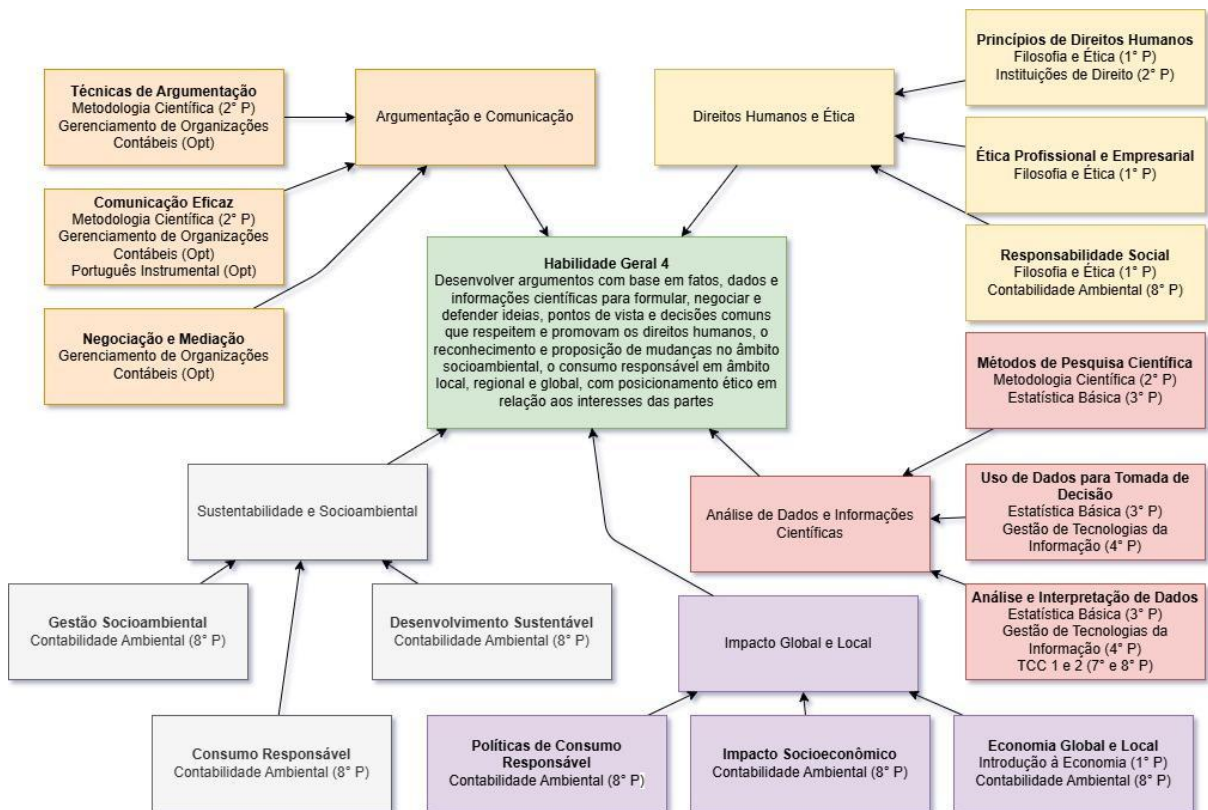 Princípios de Direitos Humanos
Filosofia e Ética (1° P)
Instituições de Direito (2° P)
Técnicas de Argumentação
Metodologia Científica (2° P)
Gerenciamento de Organizações
Contábeis (Opt)
Argumentação e Comunicação
Direitos Humanos e Ética
Ética Profissional e Empresarial
Filosofia e Ética (1° P)
Comunicação Eficaz
Metodologia Científica (2° P)
Gerenciamento de Organizações
Contábeis (Opt)
Português Instrumental (Opt)
Responsabilidade Social
Filosofia e Ética (1° P)
Contabilidade Ambiental (8° P)
Habilidade Geral 4
Desenvolver argumentos com base em fatos, dados e
informações científicas para formular, negociar e
defender ideias, pontos de vista e decisões comuns
que respeitem e promovam os direitos humanos, o
reconhecimento e proposição de mudanças no âmbito
socioambiental, o consumo responsável em âmbito
local, regional e global, com posicionamento ético em
relação aos interesses das partes
Negociação e Mediação
Gerenciamento de Organizações
Contábeis (Opt)
Métodos de Pesquisa Científica
Metodologia Científica (2° P)
Estatística Básica (3° P)
Sustentabilidade e Socioambiental
Análise de Dados e Informações
Científicas
Uso de Dados para Tomada de
Decisão
Estatística Básica (3° P)
Gestão de Tecnologias da
Informação (4° P)
Gestão Socioambiental
Contabilidade Ambiental (8° P)
Desenvolvimento Sustentável
Contabilidade Ambiental (8° P)
Análise e Interpretação de Dados
Estatística Básica (3° P)
Gestão de Tecnologias da
Informação (4° P)
TCC 1 e 2 (7° e 8° P)
Impacto Global e Local
Consumo Responsável
Contabilidade Ambiental (8° P)
Políticas de Consumo
Responsável
Contabilidade Ambiental (8° P)
Impacto Socioeconômico
Contabilidade Ambiental (8° P)
Economia Global e Local
Introdução à Economia (1° P)
Contabilidade Ambiental (8° P)